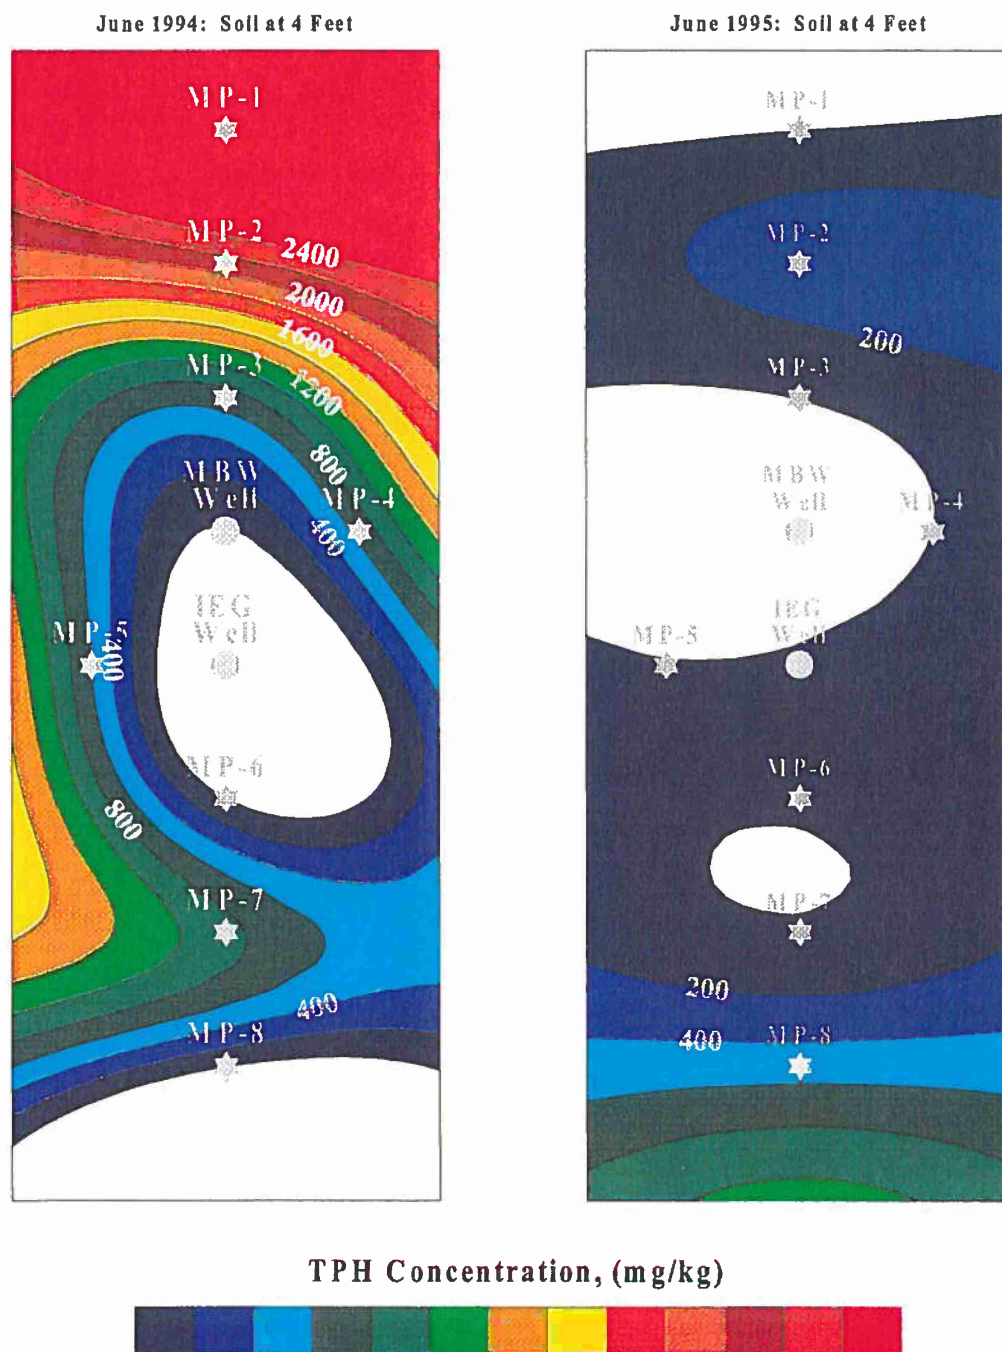 June 1994: Soil at 4 Feet
MP-1
MP-2
2400
2000
1600
MP-3
1200
800
MBW
Well
MP-4
400
IEG
Well
MP-5
400
MP-6
800
MP-7
400
MP-8
June 1995: Soil at 4 Feet
MP-1
MP-2
200
MP-3
MBW
Well
MP-4
IEG
Well
MP-5
MP-6
MP-7
200
400
MP-8
TPH Concentration, (mg/kg)